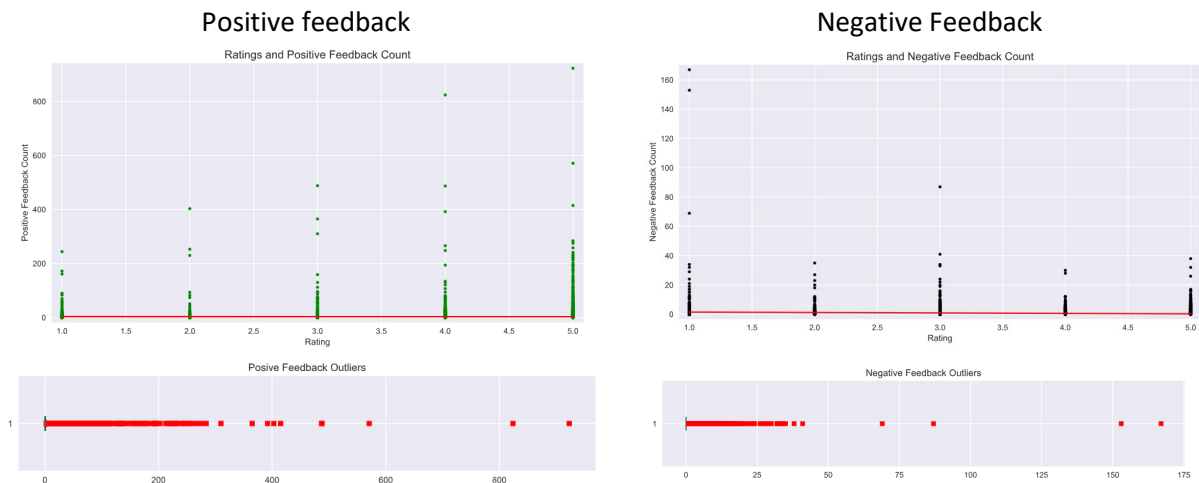 Positive feedback
Ratings and Positive Feedback Count
800
600
400
200
0
Positive Feedback Count
1.0 1.5 2.0 2.5 3.0 3.5 4.0 4.5 5.0
Rating
Posive Feedback Outliers
1
0 200 400 600 800
Negative Feedback
Ratings and Negative Feedback Count
160
140
120
100
80
60
40
20
0
Negative Feedback Count
1.0 1.5 2.0 2.5 3.0 3.5 4.0 4.5 5.0
Rating
Negative Feedback Outliers
1
0 25 50 75 100 125 150 175